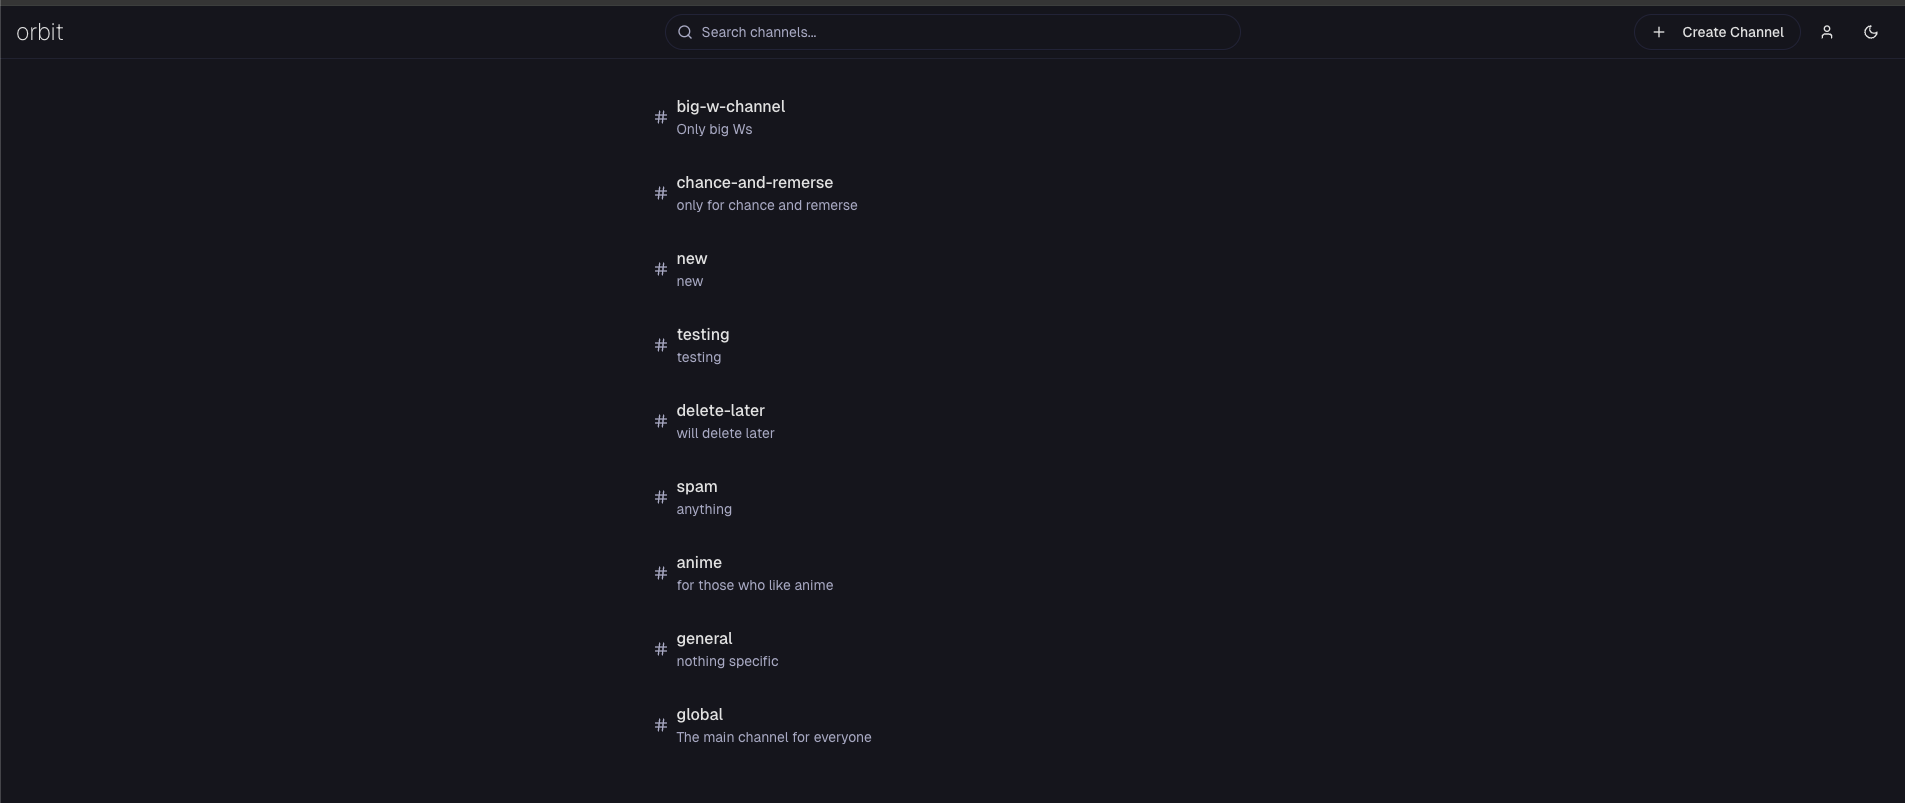 orbit
Search channels...
Create Channel
# big-w-channel
Only big Ws
# chance-and-remerse
only for chance and remerse
# new
new
# testing
testing
# delete-later
will delete later
# spam
anything
# anime
for those who like anime
# general
nothing specific
# global
The main channel for everyone